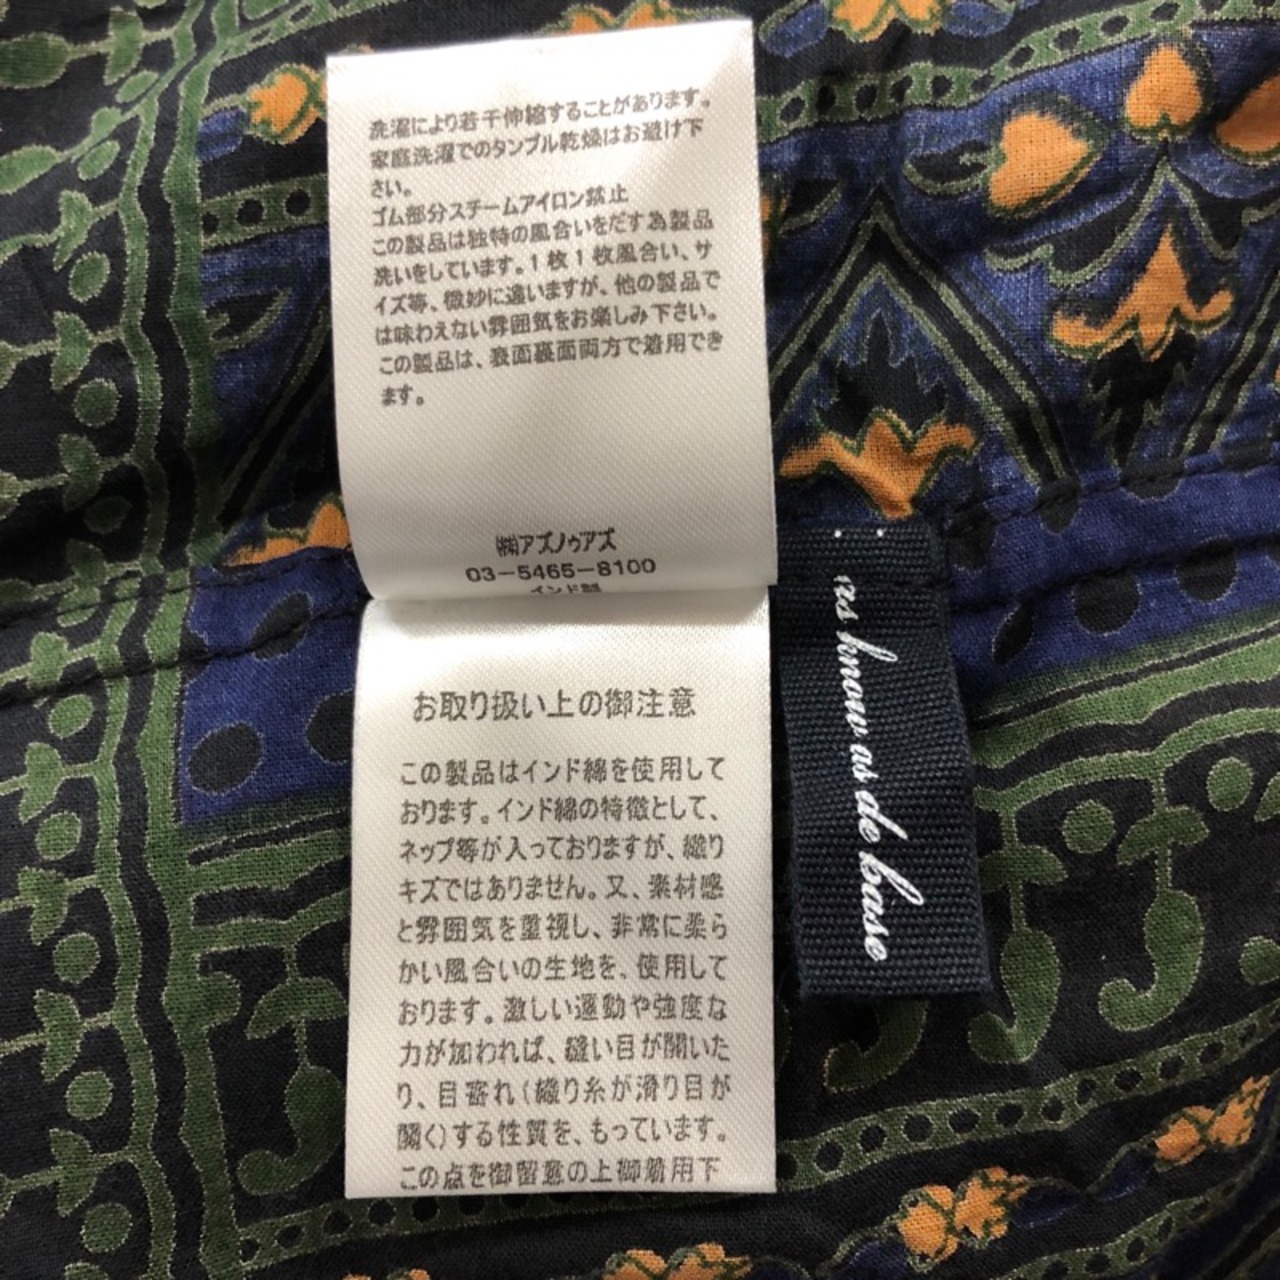 洗濯により若干伸縮することがあります。
家庭洗濯でのタンブル乾燥はお避け下
さい。
ゴム部分スチームアイロン禁止
この製品は独特の風合いをだす為製品
洗いをしています。1枚1枚風合い、サ
イズ等、微妙に違いますが、他の製品で
は味わえない雰囲気をお楽しみ下さい。
この製品は、表面裏面両方で着用でき
ます。
㈱アズノゥアズ
03-5465-8100
インド製
お取り扱い上の御注意
この製品はインド綿を使用して
おります。インド綿の特徴として、
ネップ等が入っておりますが、織り
キズではありません。又、素材感
と雰囲気を重視し、非常に柔ら
かい風合いの生地を、使用して
おります。激しい運動や強度な
力が加われば、縫い目が開いた
り、目寄れ(織り糸が滑り目が
開く)する性質を、もっています。
この点を御留意の上御着用下
as know as de base